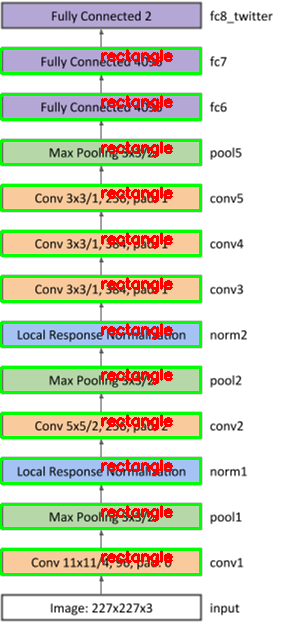 Fully Connected 2 fc8_twitter
Fully Connected 4096 rectangle fc7
Fully Connected 4096 rectangle fc6
Max Pooling 3x3/2 rectangle pool5
Conv 3x3/1, 256, pad: 1 rectangle conv5
Conv 3x3/1, 384, pad: 1 rectangle conv4
Conv 3x3/1, 384, pad: 1 rectangle conv3
Local Response Normalization rectangle norm2
Max Pooling 3x3/2 rectangle pool2
Conv 5x5/2, 256, pad: 2 rectangle conv2
Local Response Normalization rectangle norm1
Max Pooling 3x3/2 rectangle pool1
Conv 11x11/4, 96, pad: 0 rectangle conv1
Image: 227x227x3 input